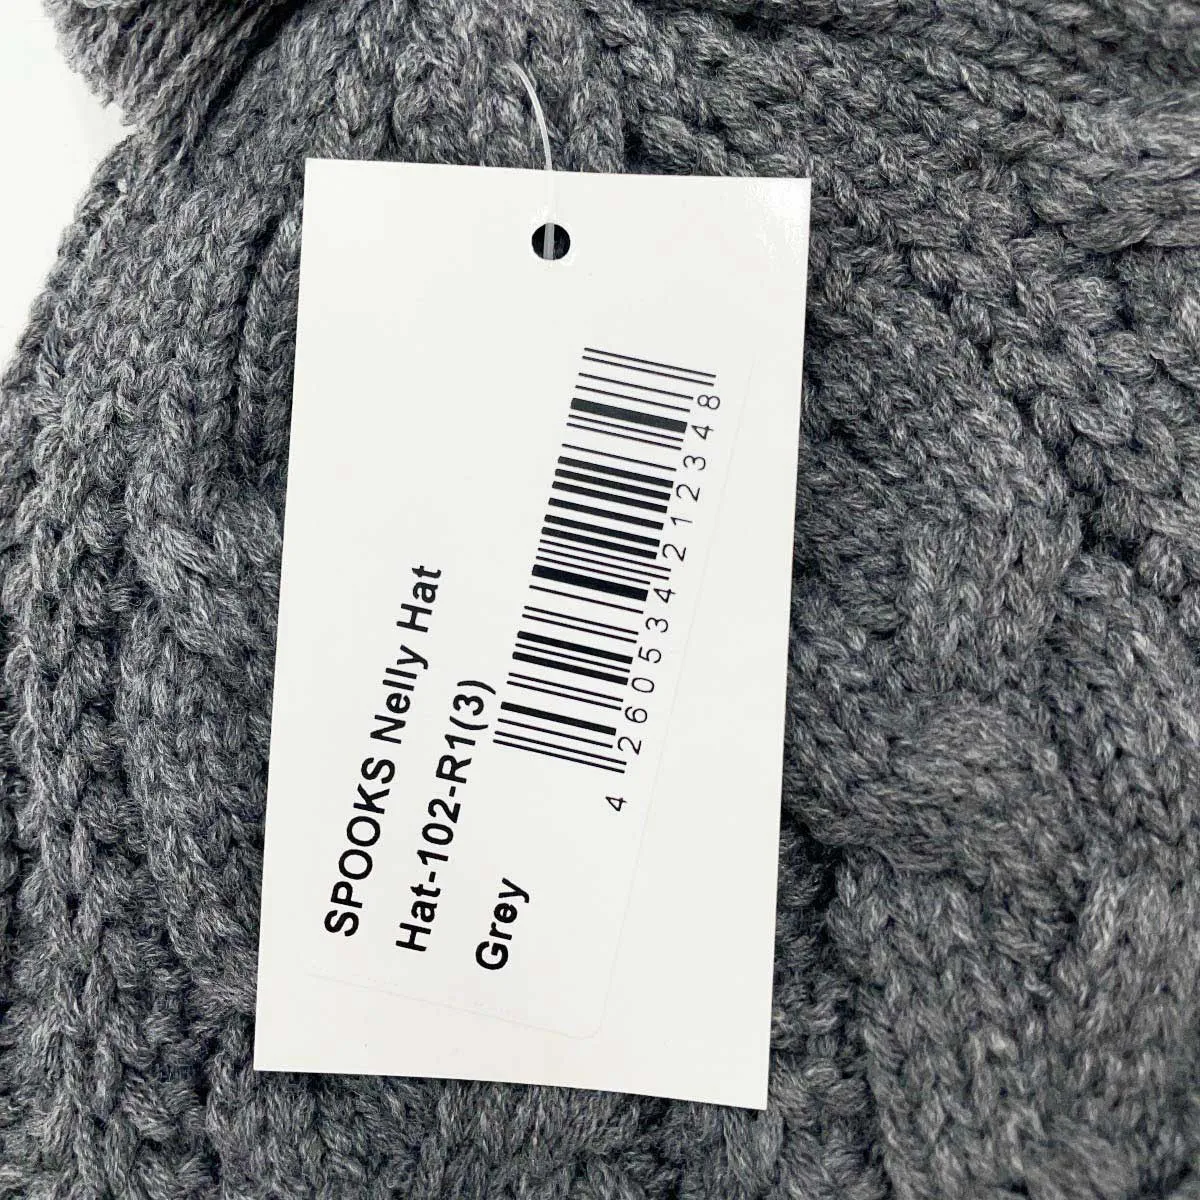 SPOOKS Nelly Hat
Hat-102-R1(3)
Grey
4 260534 212348